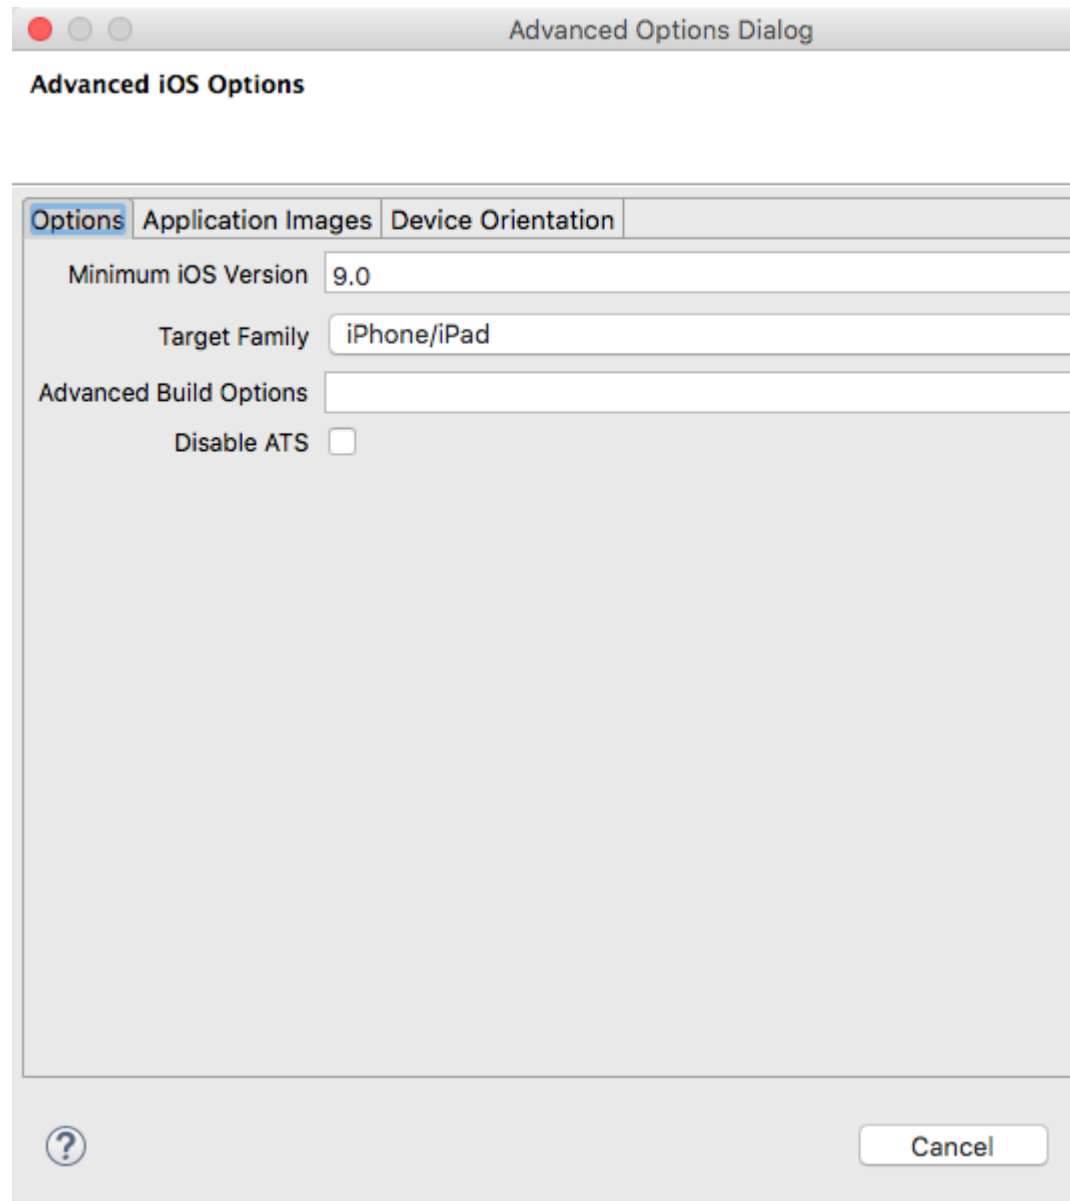 Advanced Options Dialog
Advanced iOS Options
Options Application Images Device Orientation
Minimum iOS Version 9.0
Target Family iPhone/iPad
Advanced Build Options
Disable ATS
? Cancel